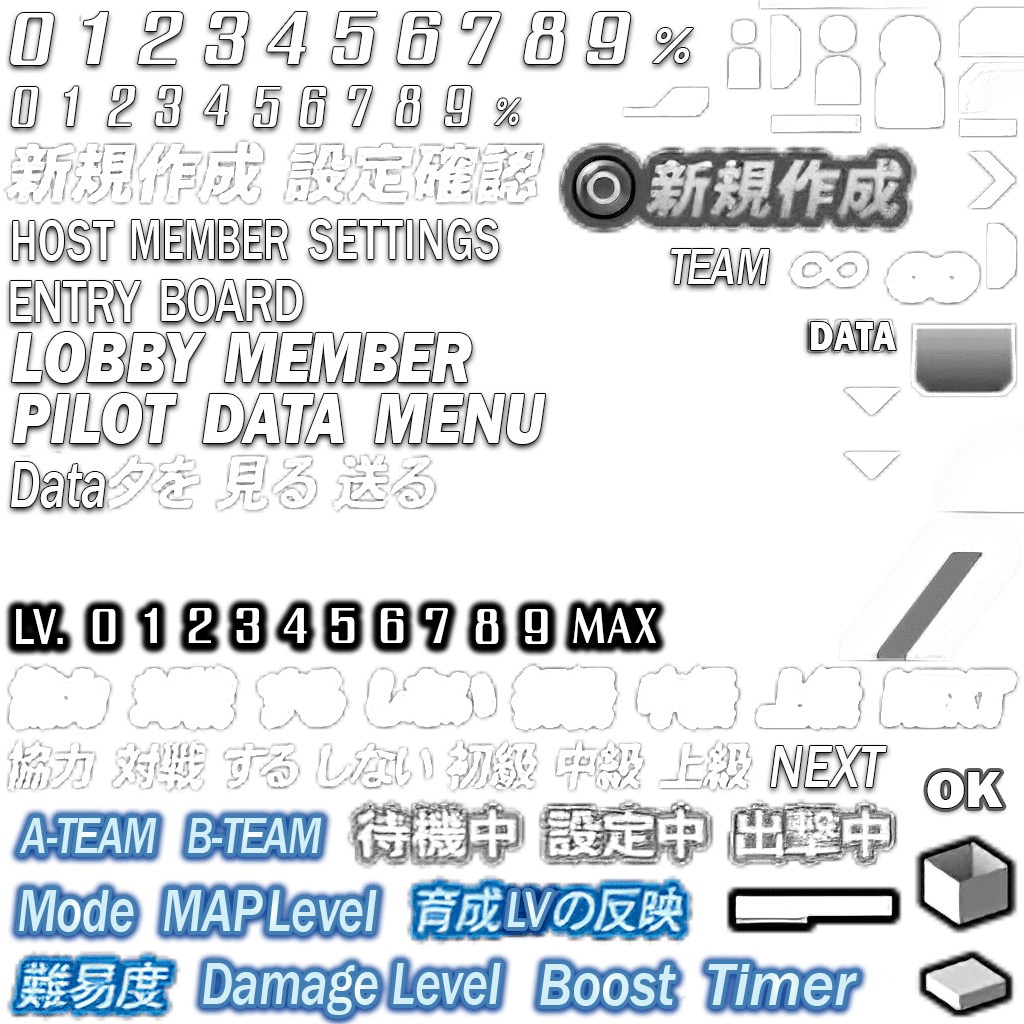 0 1 2 3 4 5 6 7 8 9 %
0 1 2 3 4 5 6 7 8 9 %
新規作成 設定確認
新規作成
HOST MEMBER SETTINGS
TEAM ∞
ENTRY BOARD
DATA
LOBBY MEMBER
PILOT DATA MENU
Dataタを 見る 送る
LV. 0 1 2 3 4 5 6 7 8 9 MAX
協力 対戦 する しない 初級 中級 上級 NEXT
OK
A-TEAM B-TEAM 待機中 設定中 出撃中
Mode MAP Level 育成LVの反映
難易度 Damage Level Boost Timer